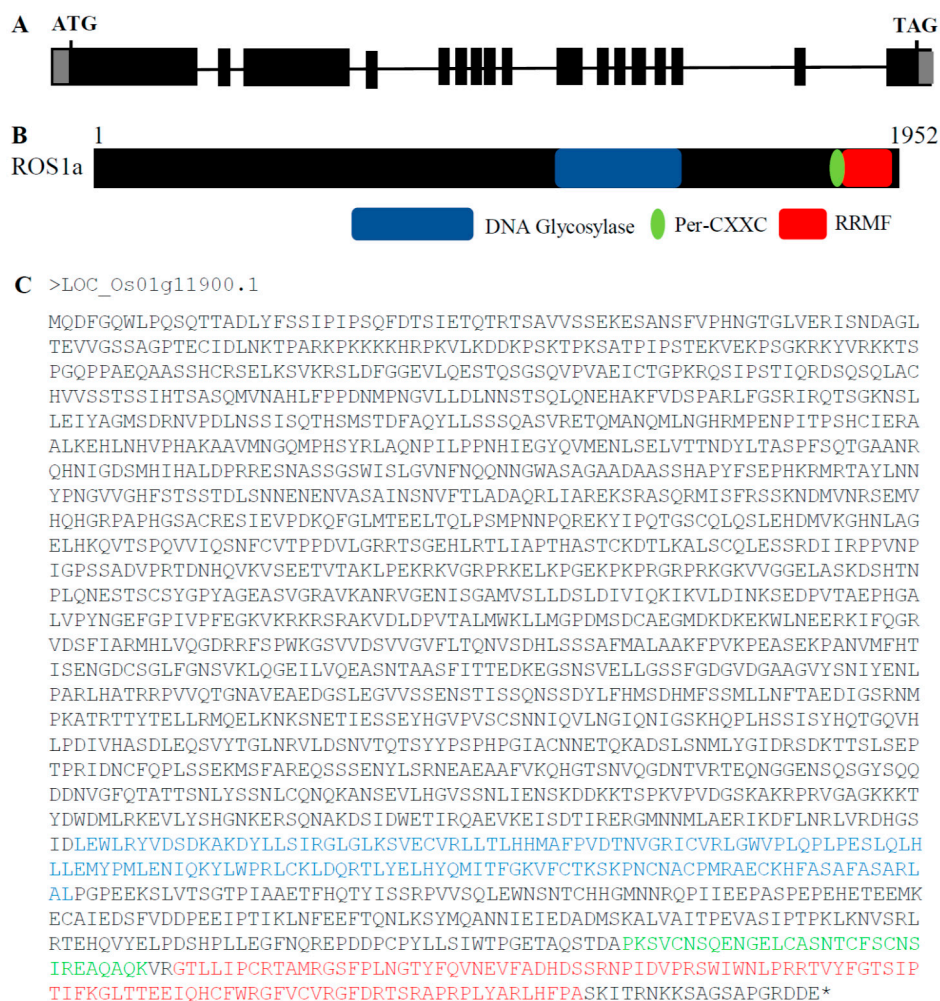 A ATG TAG
B 1 1952
ROS1a
DNA Glycosylase Per-CXXC RRMF
C >LOC_Os01g11900.1
MQDFGQWLPQSQTTADLYFSSIPIPSQFDTSIETQTRTSAVVSSEKESANSFVPHNGTGLVERISNDAGL
TEVVGSSAGPTECIDLNKTPARKPKKKKHRPKVLKDDKPSKTPKSATPIPSTEKVEKPSGKRKYVRKKTS
PGQPPAEQAASSHCRSELKSVKRSLDFGGEVLQESTQSGSQVPVAEICTGPKRQSIPSTIQRDSQSQLAC
HVVSSTSSIHTSASQMVNAHLFPPDNMPNGVLLDLNNSTSQLQNEHAKFVDSPARLFGSRIRQTSGKNSL
LEIYAGMSDRNVPDLNSSISQTHSMSTDFAQYLLSSSQASVRETQMANQMLNGHRMPENPITPSHCIERA
ALKEHLNHVPHAKAAVMNGQMPHSYRLAQNPILPPNHIEGYQVMENLSELVTTNDYLTASPFSQTGAANR
QHNIGDSMHIHALDPRRESNASSGSWISLGVNFNQQNNGWASAGAADAASSHAPYFSEPHKRMRTAYLNN
YPNGVVGHFSTSSTDLSNNENENVASAINSNVFTLADAQRLIAREKSRASQRMISFRSSKNDMVNRSEMV
HQHGRPAPHGSACRESIEVPDKQFGLMTEELTQLPSMPNNPQREKYIPQTGSCQLQSLEHDMVKGHNLAG
ELHKQVTSPQVVIQSNFCVTPPDVLGRRTSGEHLRTLIAPTHASTCKDTLKALSCQLESSRDIIRPPVNP
IGPSSADVPRTDNHQVKVSEETVTAKLPEKRKVGRPRKELKPGEKPKPRGRPRKGKVVGGELASKDSHTN
PLQNESTSCSYGPYAGEASVGRAVKANRVGENISGAMVSLLDSLDIVIQKIKVLDINKSEDPVTAEPHGA
LVPYNGEFGPIVPFEGKVKRKRSRAKVDLDPVTALMWKLLMGPDMSDCAEGMDKDKEKWLNEERKIFQGR
VDSFIARMHLVQGDRRFSPWKGSVVDSVVGVFLTQNVSDHLSSSAFMALAAKFPVKPEASEKPANVMFHT
ISENGDCSGLFGNSVKLQGEILVQEASNTAASFITTEDKEGSNSVELLGSSFGDGVDGAAGVYSNIYENL
PARLHATRRPVVQTGNAVEAEDGSLEGVVSSENSTISSQNSSDYLFHMSDHMFSSMLLNFTAEDIGSRNM
PKATRTTYTELLRMQELKNKSNETIESSEYHGVPVSCSNNIQVLNGIQNIGSKHQPLHSSISYHQTGQVH
LPDIVHASDLEQSVYTGLNRVLDSNVTQTSYYPSPHPGIACNNETQKADSLSNMLYGIDRSDKTTSLSEP
TPRIDNCFQPLSSEKMSFAREQSSSENYLSRNEAEAAFVKQHGTSNVQGDNTVRTEQNGGENSQSGYSQQ
DDNVGFQTATTSNLYSSNLCQNQKANSEVLHGVSSNLIENSKDDKKTSPKVPVDGSKAKRPRVGAGKKKT
YDWDMLRKEVLYSHGNKERSQNAKDSIDWETIRQAEVKEISDTIRERGMNNMLAERIKDFLNRLVRDHGS
IDLEWLRYVDSDKAKDYLLSIRGLGLKSVECVRLLTLHHMAFPVDTNVGRICVRLGWVPLQPLPESLQLH
LLEMYPMLENIQKYLWPRLCKLDQRTLYELHYQMITFGKVFCTKSKPNCNACPMRAECKHFASAFASARL
ALPGPEEKSLVTSGTPIAAETFHQTYISSRPVVSQLEWNSNTCHHGMNNRQPIIEEPASPEPEHETEEMK
ECAIEDSFVDDPEEIPTIKLNFEEFTQNLKSYMQANNIEIEDADMSKALVAITPEVASIPTPKLKNVSRL
RTEHQVYELPDSHPLLEGFNQREPDDPCPYLLSIWTPGETAQSTDAPKSVCNSQENGELCASNTCFSCNS
IREAQAQKVRGTLLIPCRTAMRGSFPLNGTYFQVNEVFADHDSSRNPIDVPRSWIWNLPRRTVYFGTSIP
TIFKGLTTEEIQHCFWRGFVCVRGFDRTSRAPRPLYARLHFPASKITRNKKSAGSAPGRDDE*